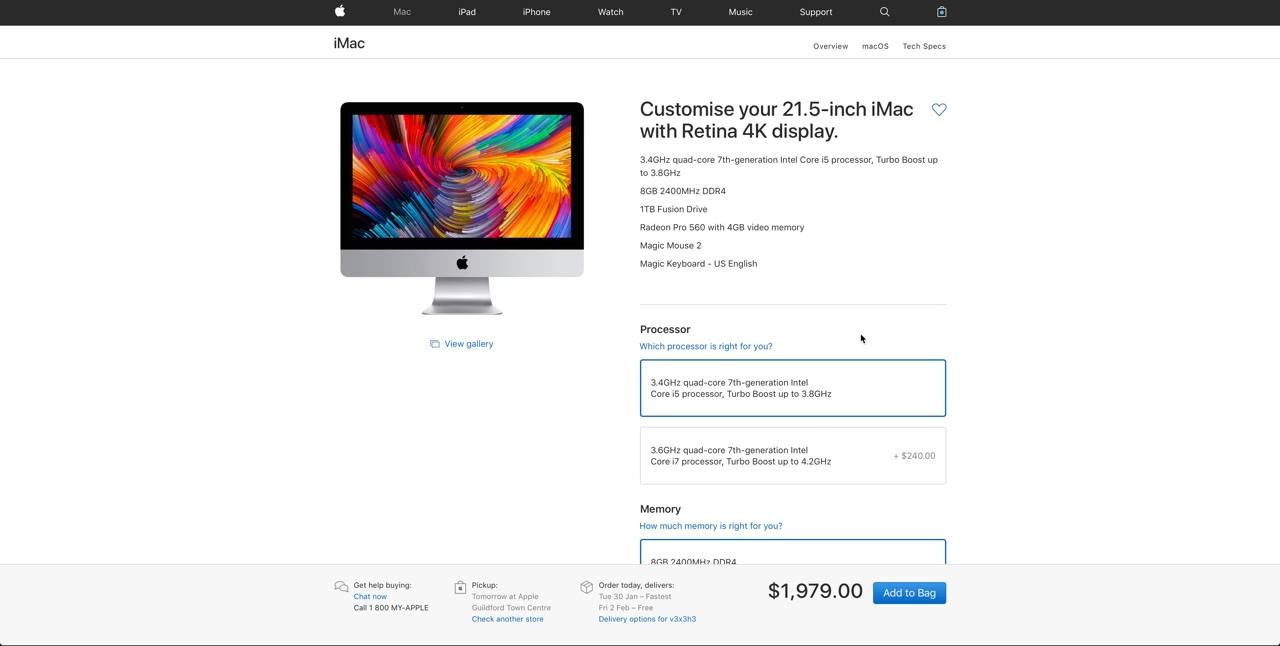 Mac iPad iPhone Watch TV Music Support
iMac
Overview macOS Tech Specs
Customise your 21.5-inch iMac
with Retina 4K display.
3.4GHz quad-core 7th-generation Intel Core i5 processor, Turbo Boost up
to 3.8GHz
8GB 2400MHz DDR4
1TB Fusion Drive
Radeon Pro 560 with 4GB video memory
Magic Mouse 2
Magic Keyboard - US English
View gallery
Processor
Which processor is right for you?
3.4GHz quad-core 7th-generation Intel
Core i5 processor, Turbo Boost up to 3.8GHz
3.6GHz quad-core 7th-generation Intel
Core i7 processor, Turbo Boost up to 4.2GHz
+ $240.00
Memory
How much memory is right for you?
8GB 2400MHz DDR4
Get help buying:
Chat now
Call 1 800 MY-APPLE
Pickup:
Tomorrow at Apple
Guildford Town Centre
Check another store
Order today, delivers:
Tue 30 Jan – Fastest
Fri 2 Feb – Free
Delivery options for v3x3h3
$1,979.00
Add to Bag